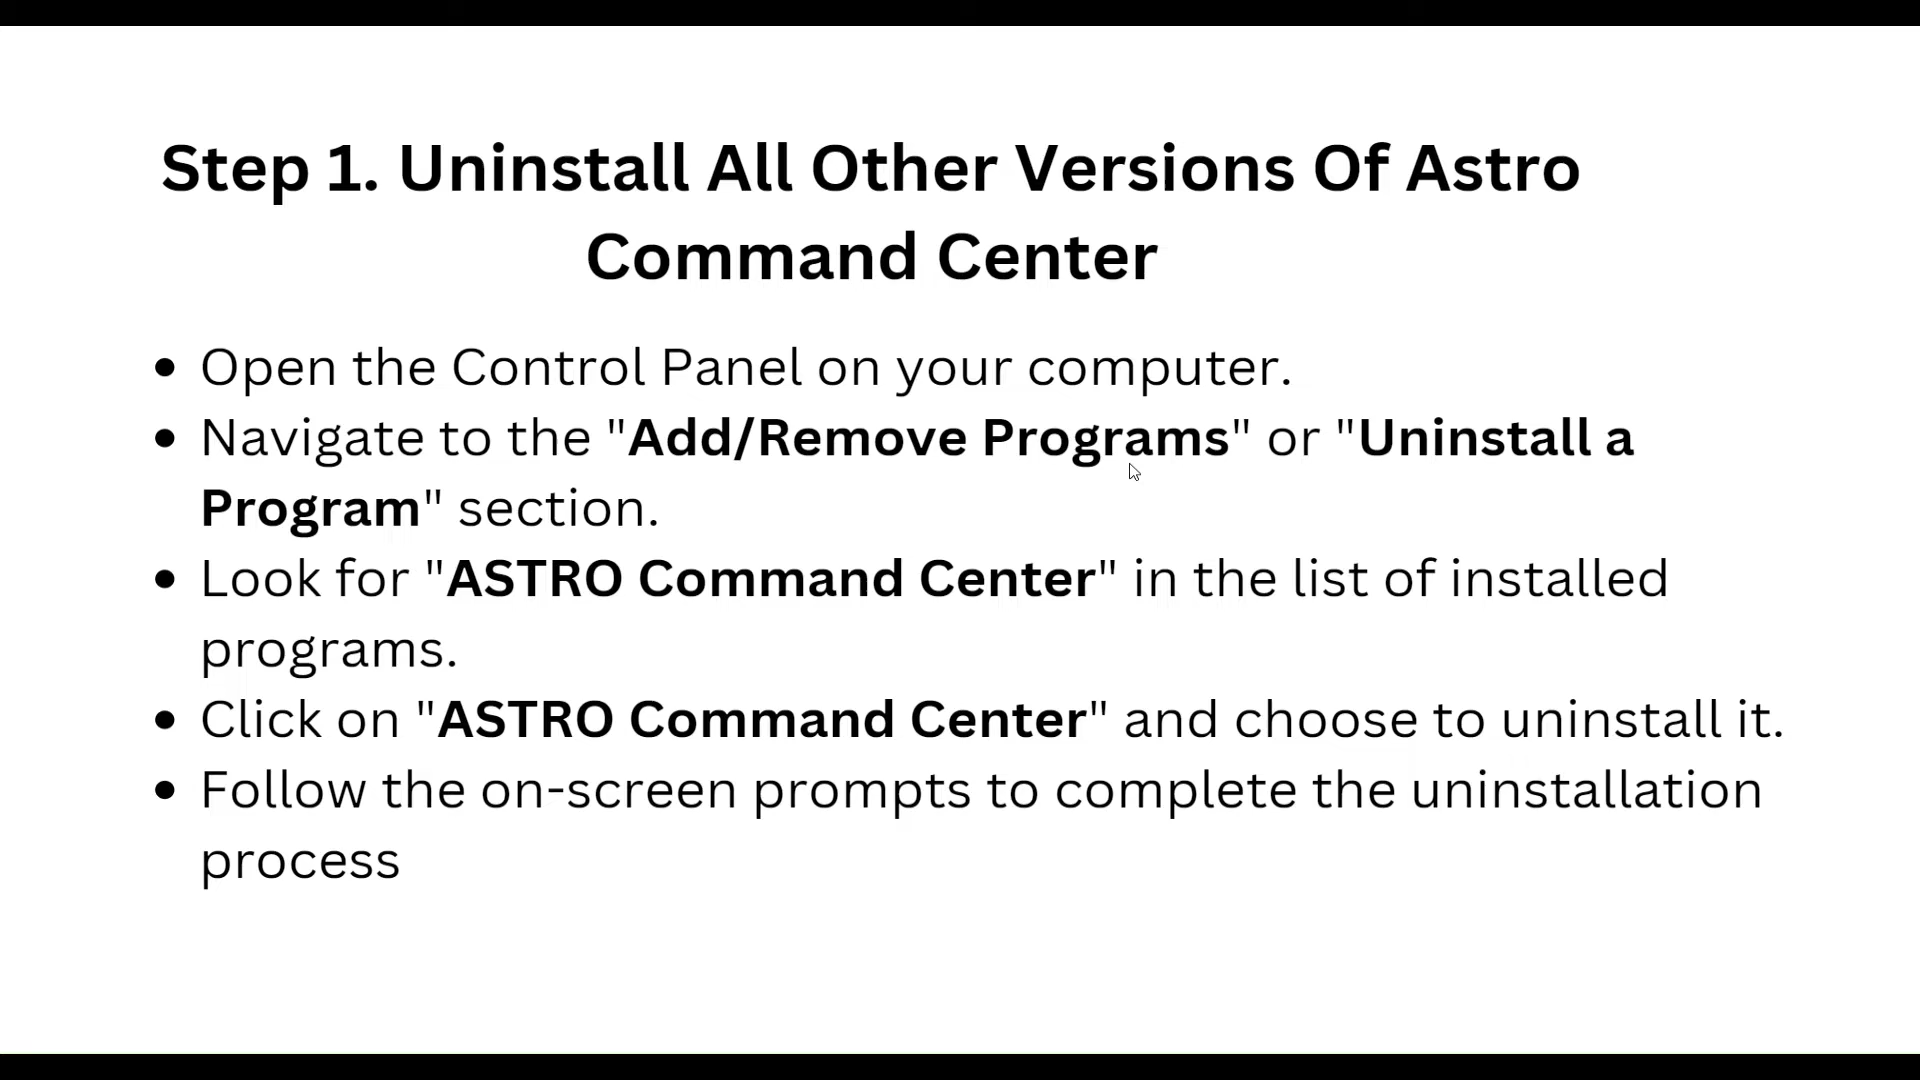 Step 1. Uninstall All Other Versions Of Astro
Command Center
• Open the Control Panel on your computer.
• Navigate to the "Add/Remove Programs" or "Uninstall a
Program" section.
• Look for "ASTRO Command Center" in the list of installed
programs.
• Click on "ASTRO Command Center" and choose to uninstall it.
• Follow the on-screen prompts to complete the uninstallation
process